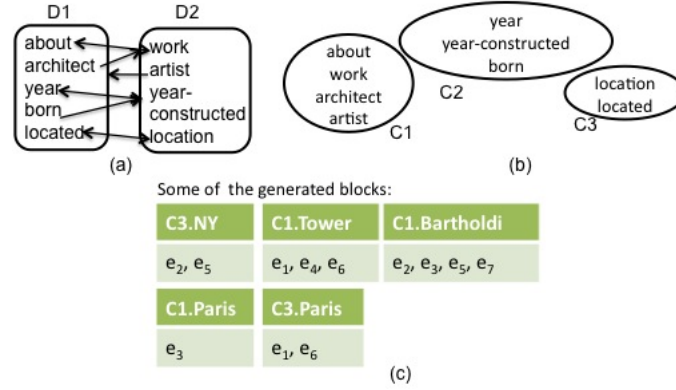 D1
about
architect
year
born
located
D2
work
artist
year-
constructed
location
(a)
about
work
architect
artist
C1
year
year-constructed
born
C2
location
located
C3
(b)
Some of the generated blocks:
C3.NY
C1.Tower
C1.Bartholdi
e₂, e₅
e₁, e₄, e₆
e₂, e₃, e₅, e₇
C1.Paris
C3.Paris
e₃
e₁, e₆
(c)